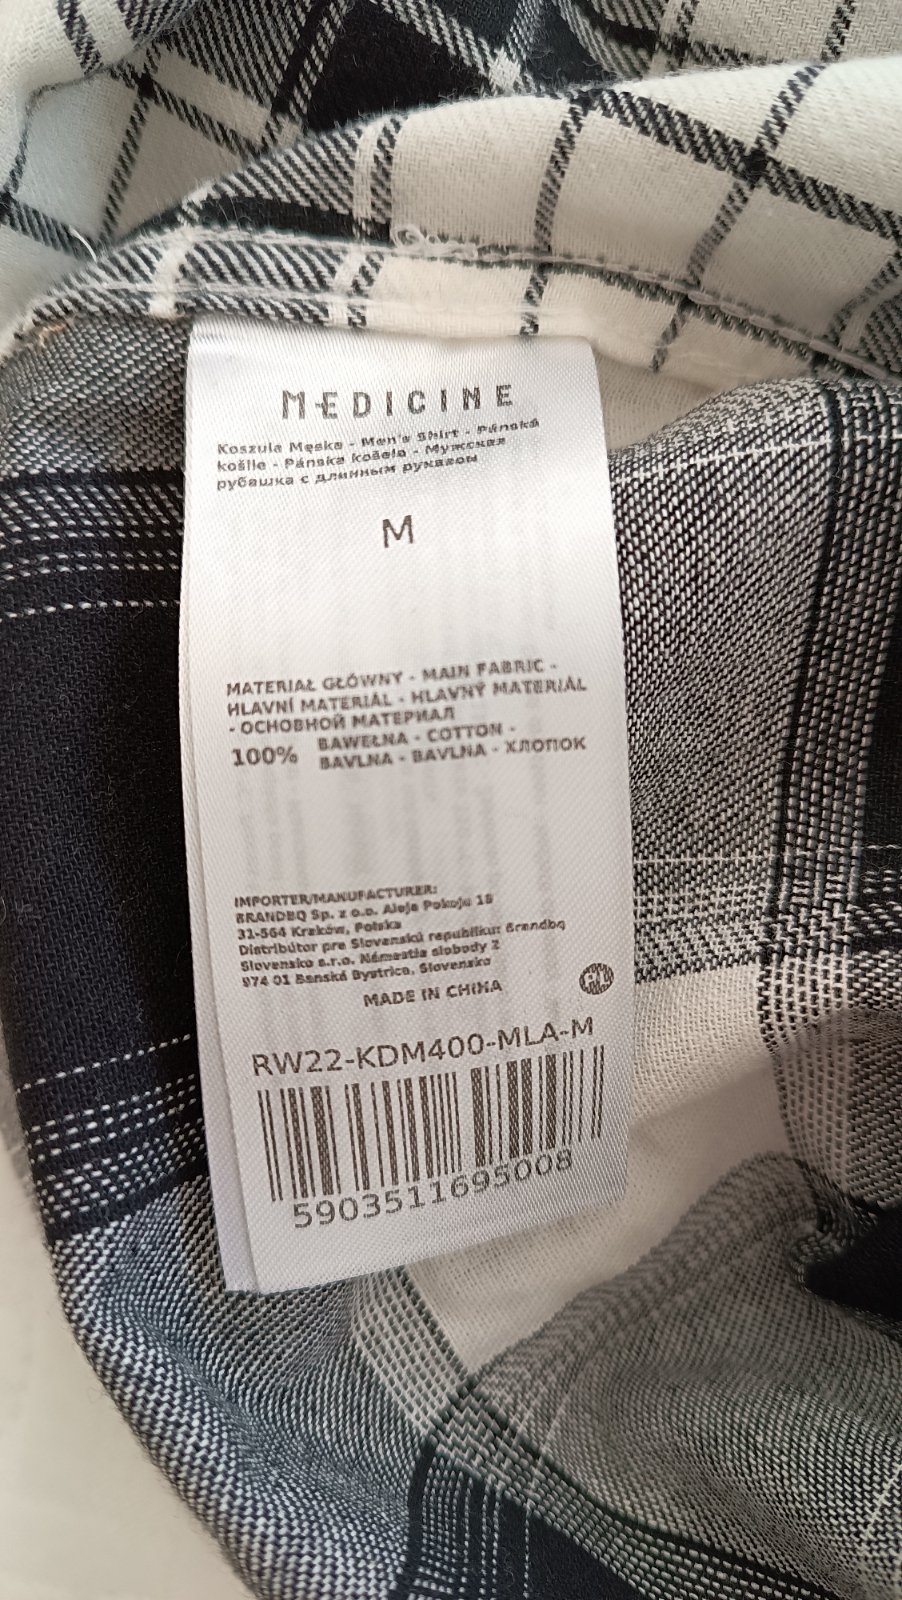 MEDICINE
Koszula Męska - Men's Shirt - Pánská
košile - Pánska košeľa - Мужская
рубашка с длинным рукавом
M
MATERIAŁ GŁÓWNY - MAIN FABRIC -
HLAVNÍ MATERIÁL - HLAVNÝ MATERIÁL
- ОСНОВНОЙ МАТЕРИАЛ
100% BAWEŁNA - COTTON -
BAVLNA - BAVLNA - ХЛОПОК
IMPORTER/MANUFACTURER:
BRANDBQ Sp. z o.o. Aleja Pokoju 18
31-564 Kraków, Polska
Distribútor pre Slovenskú republiku: Brandbq
Slovensko s.r.o. Námestie slobody 2
974 01 Banská Bystrica, Slovensko
MADE IN CHINA
RW22-KDM400-MLA-M
5903511695008